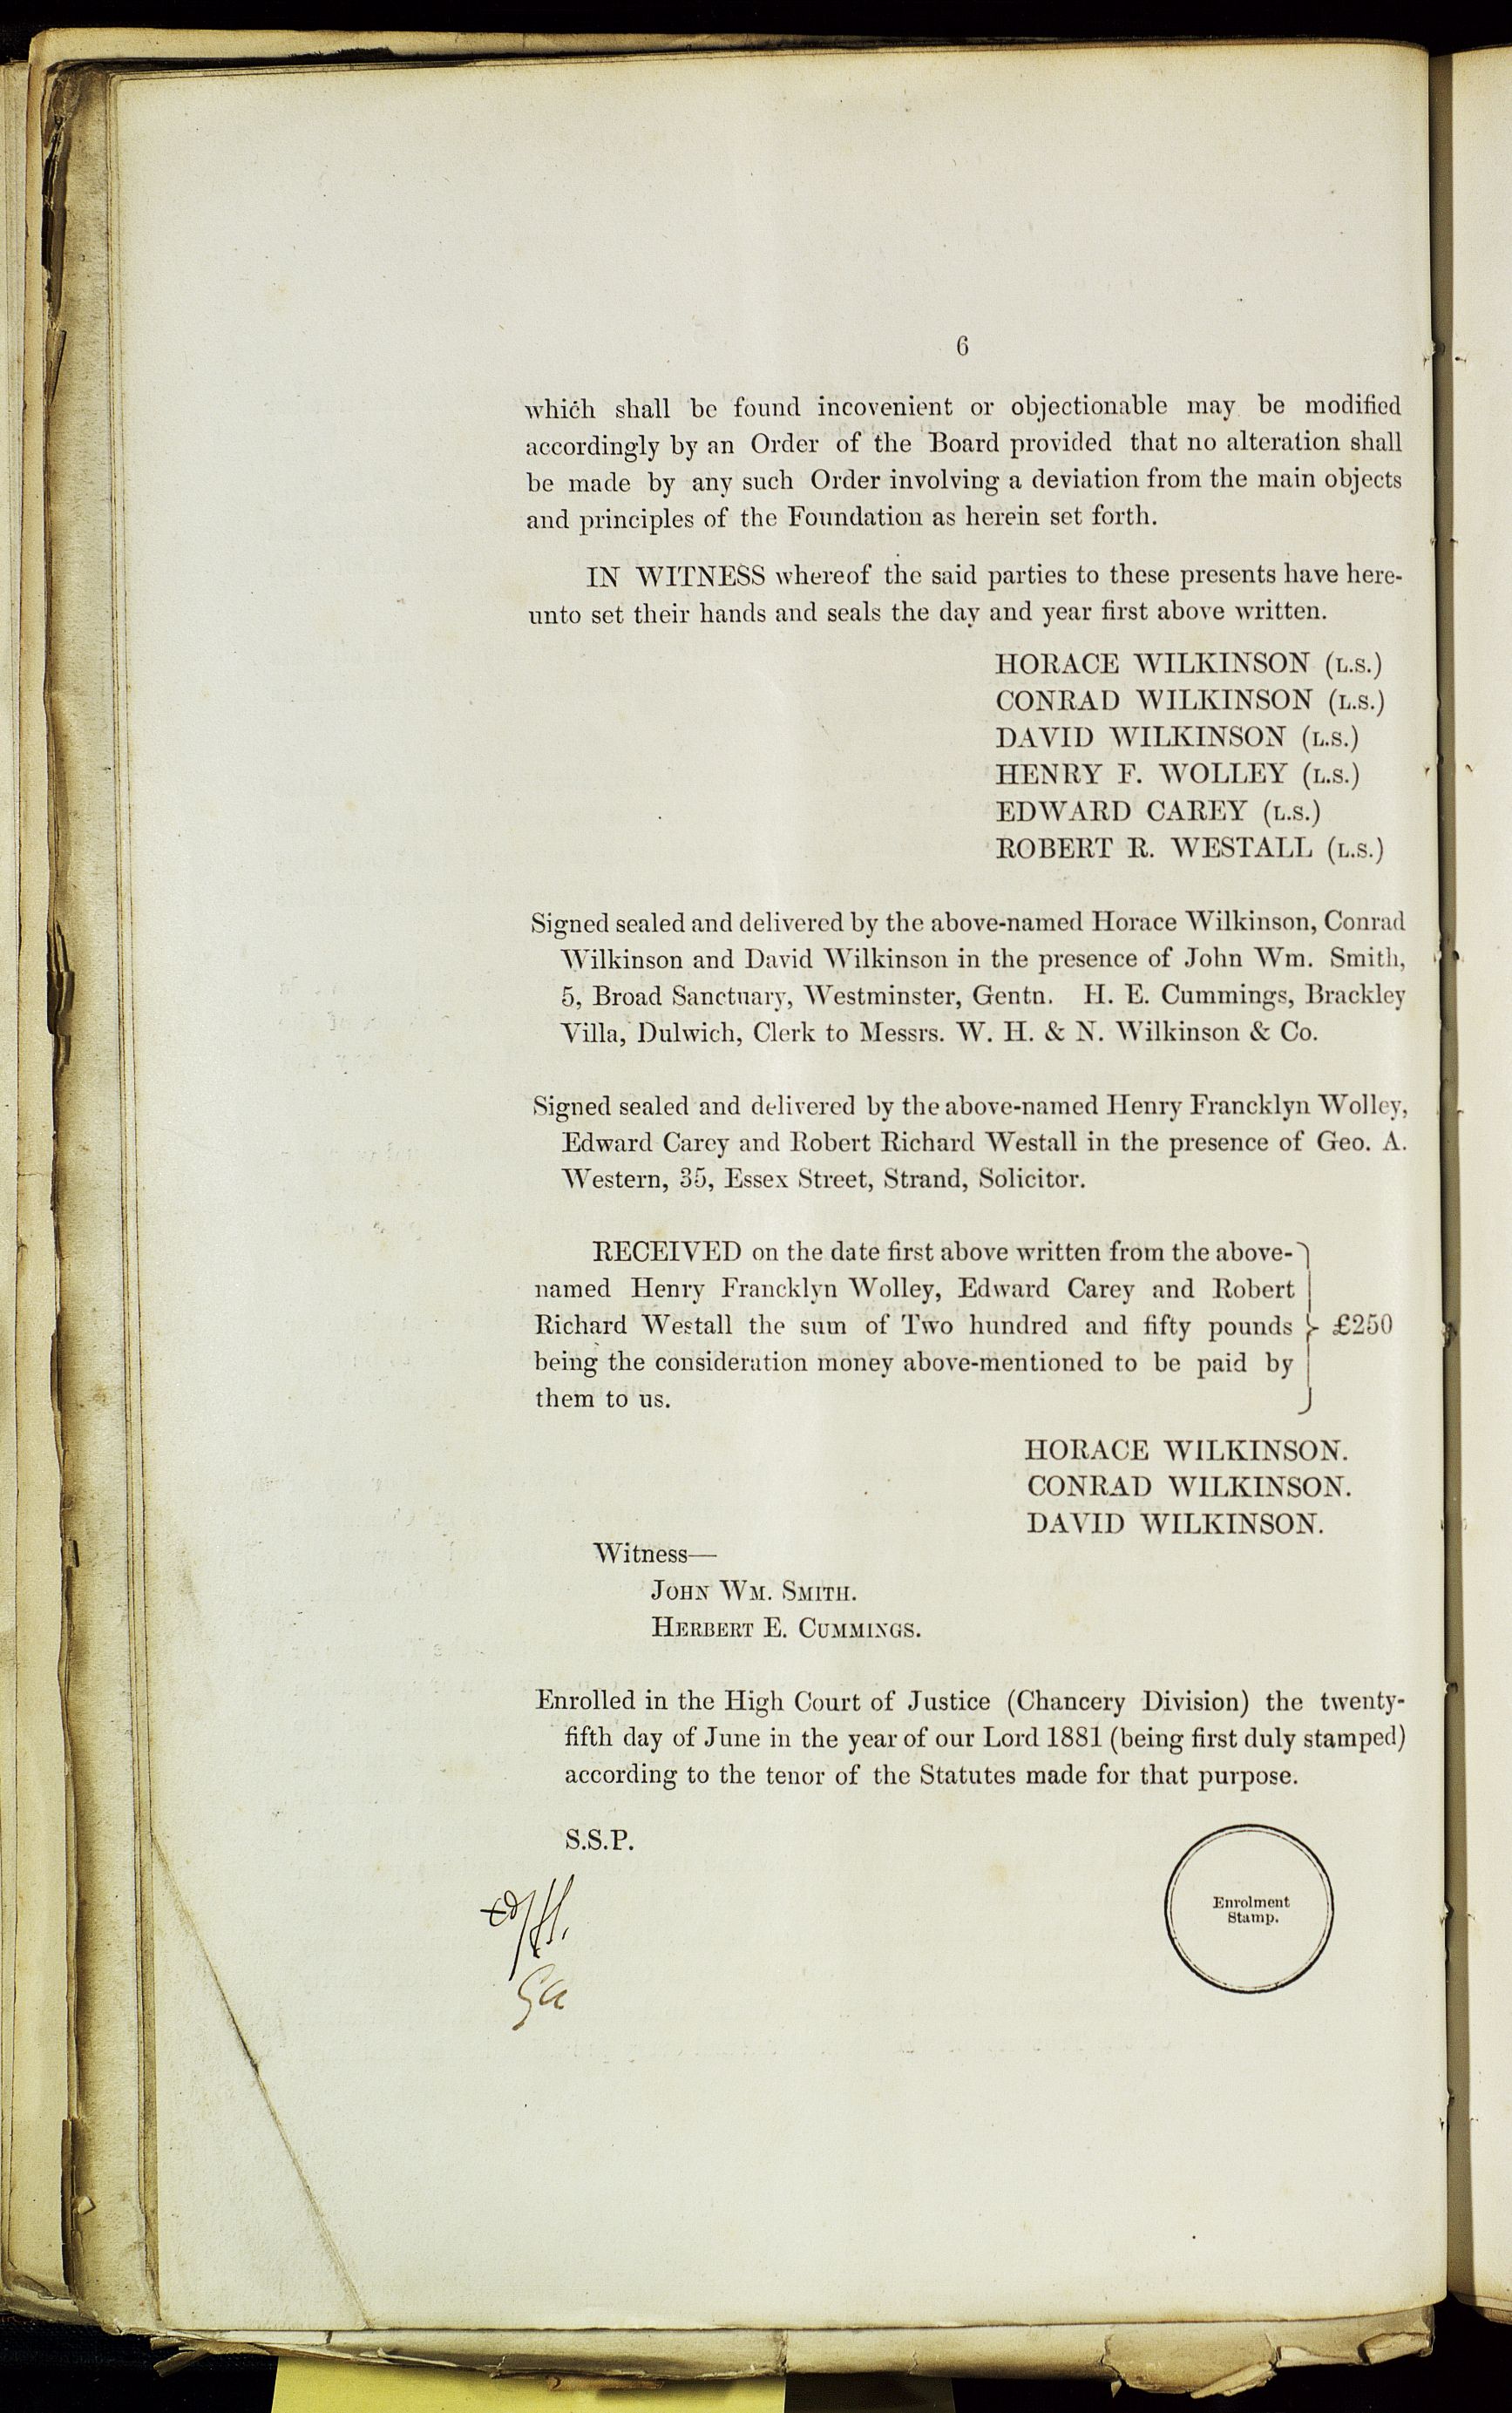 6
which shall be found incovenient or objectionable may be modified
accordingly by an Order of the Board provided that no alteration shall
be made by any such Order involving a deviation from the main objects
and principles of the Foundation as herein set forth.
IN WITNESS whereof the said parties to these presents have here-
unto set their hands and seals the day and year first above written.
HORACE WILKINSON (L.S.)
CONRAD WILKINSON (L.S.)
DAVID WILKINSON (L.S.)
HENRY F. WOLLEY (L.S.)
EDWARD CAREY (L.S.)
ROBERT R. WESTALL (L.S.)
Signed sealed and delivered by the above-named Horace Wilkinson, Conrad
Wilkinson and David Wilkinson in the presence of John Wm. Smith,
5, Broad Sanctuary, Westminster, Gentn. H. E. Cummings, Brackley
Villa, Dulwich, Clerk to Messrs. W. H. & N. Wilkinson & Co.
Signed sealed and delivered by the above-named Henry Francklyn Wolley,
Edward Carey and Robert Richard Westall in the presence of Geo. A.
Western, 35, Essex Street, Strand, Solicitor.
RECEIVED on the date first above written from the above-
named Henry Francklyn Wolley, Edward Carey and Robert
Richard Westall the sum of Two hundred and fifty pounds £250
being the consideration money above-mentioned to be paid by
them to us.
HORACE WILKINSON.
CONRAD WILKINSON.
DAVID WILKINSON.
Witness—
JOHN WM. SMITH.
HERBERT E. CUMMINGS.
Enrolled in the High Court of Justice (Chancery Division) the twenty-
fifth day of June in the year of our Lord 1881 (being first duly stamped)
according to the tenor of the Statutes made for that purpose.
S.S.P.
Enrolment
Stamp.